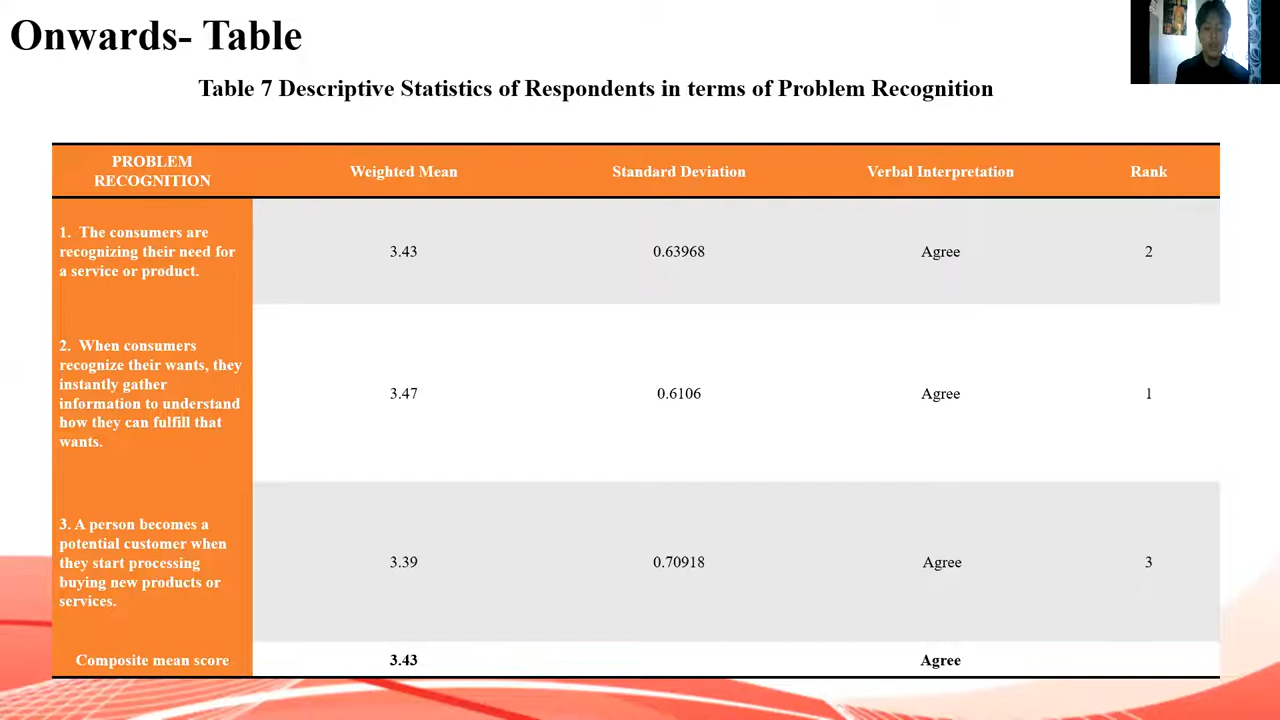 Onwards- Table
Table 7 Descriptive Statistics of Respondents in terms of Problem Recognition
PROBLEM
RECOGNITION
Weighted Mean
Standard Deviation
Verbal Interpretation
Rank
1. The consumers are
recognizing their need for
a service or product.
3.43
0.63968
Agree
2
2. When consumers
recognize their wants, they
instantly gather
information to understand
how they can fulfill that
wants.
3.47
0.6106
Agree
1
3. A person becomes a
potential customer when
they start processing
buying new products or
services.
3.39
0.70918
Agree
3
Composite mean score
3.43
Agree